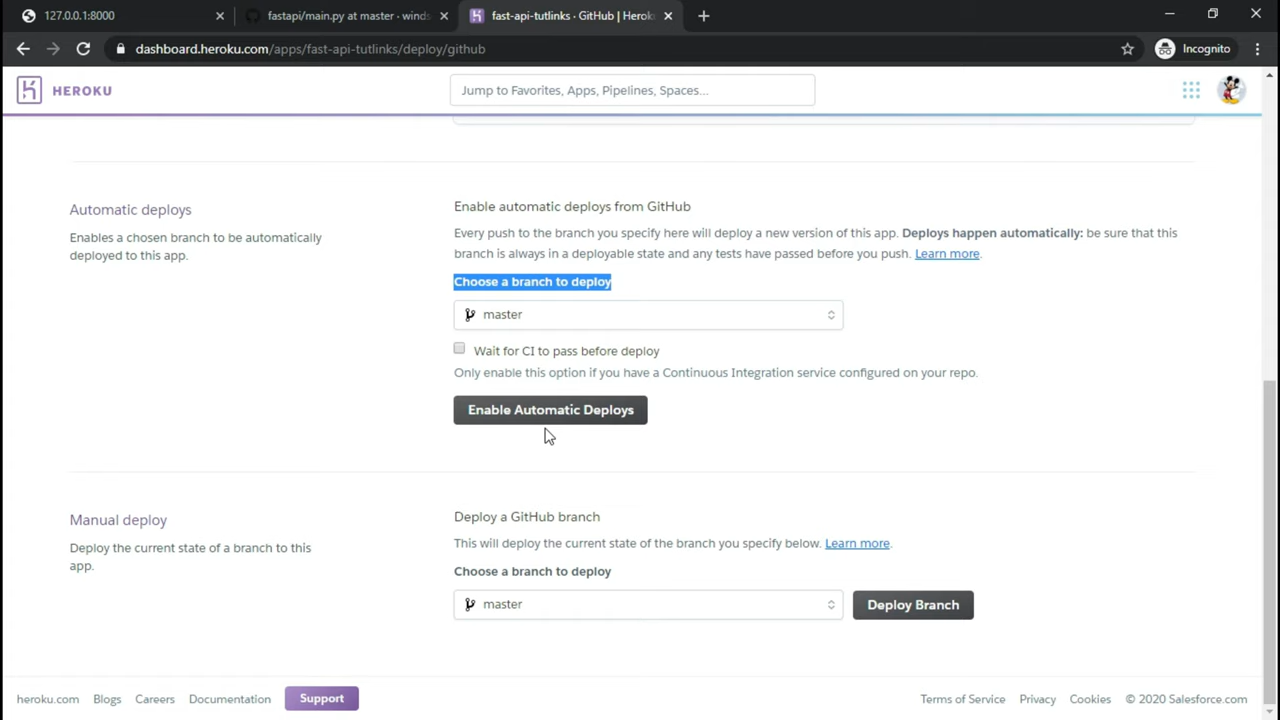 127.0.0.1:8000
fastapi/main.py at master · winds
fast-api-tutlinks · GitHub | Herok
dashboard.heroku.com/apps/fast-api-tutlinks/deploy/github
Incognito
HEROKU
Jump to Favorites, Apps, Pipelines, Spaces...
Automatic deploys
Enables a chosen branch to be automatically
deployed to this app.
Enable automatic deploys from GitHub
Every push to the branch you specify here will deploy a new version of this app. Deploys happen automatically: be sure that this
branch is always in a deployable state and any tests have passed before you push. Learn more.
Choose a branch to deploy
master
Wait for CI to pass before deploy
Only enable this option if you have a Continuous Integration service configured on your repo.
Enable Automatic Deploys
Manual deploy
Deploy the current state of a branch to this
app.
Deploy a GitHub branch
This will deploy the current state of the branch you specify below. Learn more.
Choose a branch to deploy
master
Deploy Branch
heroku.com Blogs Careers Documentation Support
Terms of Service Privacy Cookies © 2020 Salesforce.com